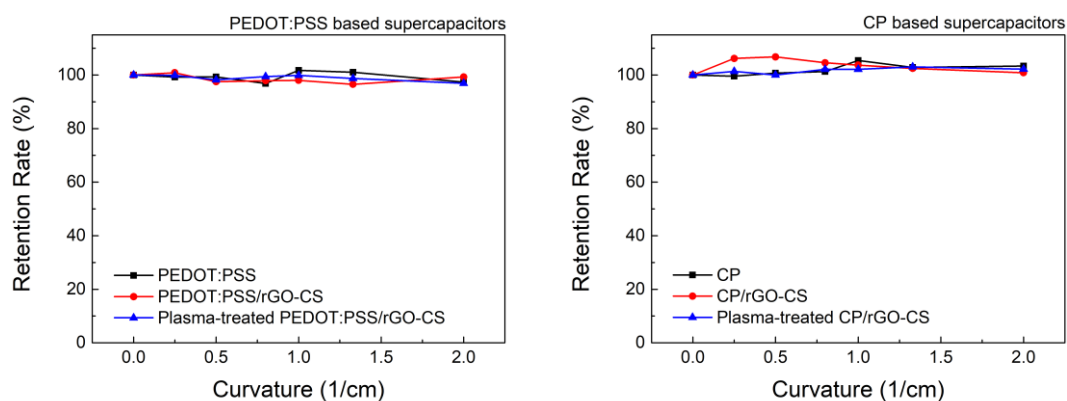 PEDOT:PSS based supercapacitors
Retention Rate (%)
100
80
60
40
20
0
PEDOT:PSS
PEDOT:PSS/rGO-CS
Plasma-treated PEDOT:PSS/rGO-CS
0.0 0.5 1.0 1.5 2.0
Curvature (1/cm)
CP based supercapacitors
Retention Rate (%)
100
80
60
40
20
0
CP
CP/rGO-CS
Plasma-treated CP/rGO-CS
0.0 0.5 1.0 1.5 2.0
Curvature (1/cm)